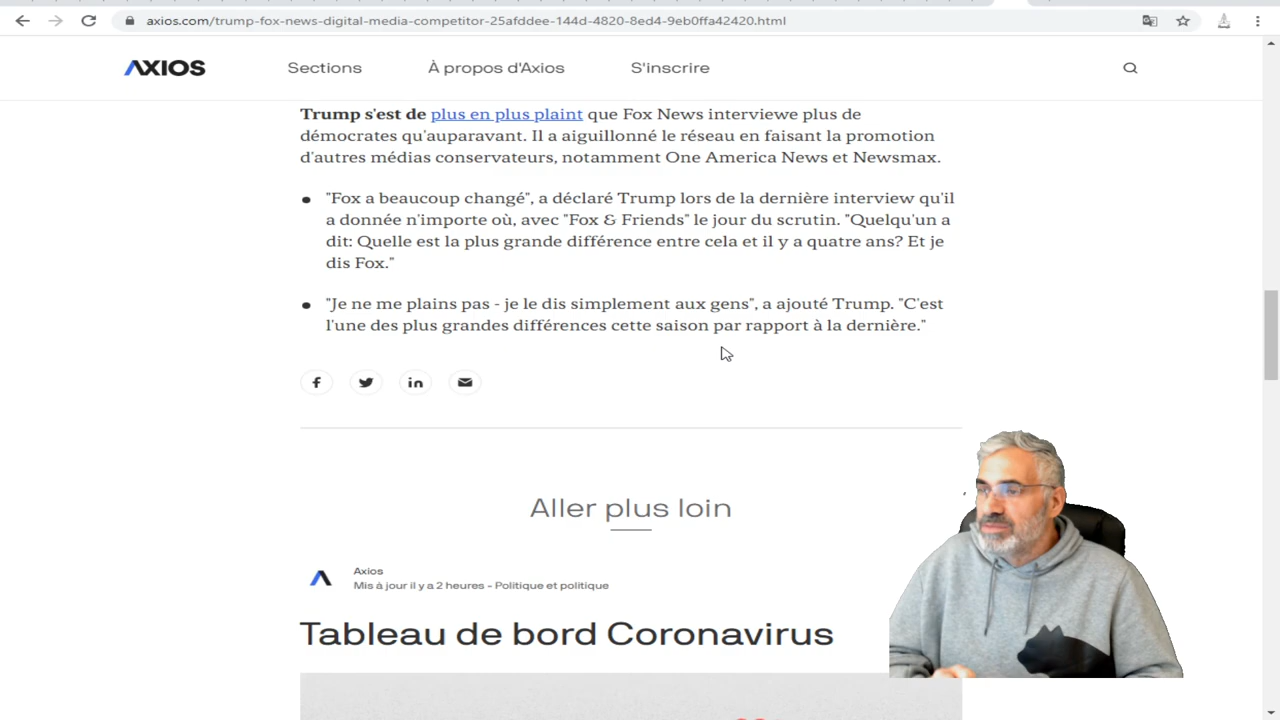 axios.com/trump-fox-news-digital-media-competitor-25afddee-144d-4820-8ed4-9eb0ffa42420.html
AXIOS
Sections
À propos d'Axios
S'inscrire
Trump s'est de plus en plus plaint que Fox News interviewe plus de
démocrates qu'auparavant. Il a aiguillonné le réseau en faisant la promotion
d'autres médias conservateurs, notamment One America News et Newsmax.
"Fox a beaucoup changé", a déclaré Trump lors de la dernière interview qu'il
a donnée n'importe où, avec "Fox & Friends" le jour du scrutin. "Quelqu'un a
dit: Quelle est la plus grande différence entre cela et il y a quatre ans? Et je
dis Fox."
"Je ne me plains pas - je le dis simplement aux gens", a ajouté Trump. "C'est
l'une des plus grandes différences cette saison par rapport à la dernière."
Aller plus loin
Axios
Mis à jour il y a 2 heures - Politique et politique
Tableau de bord Coronavirus